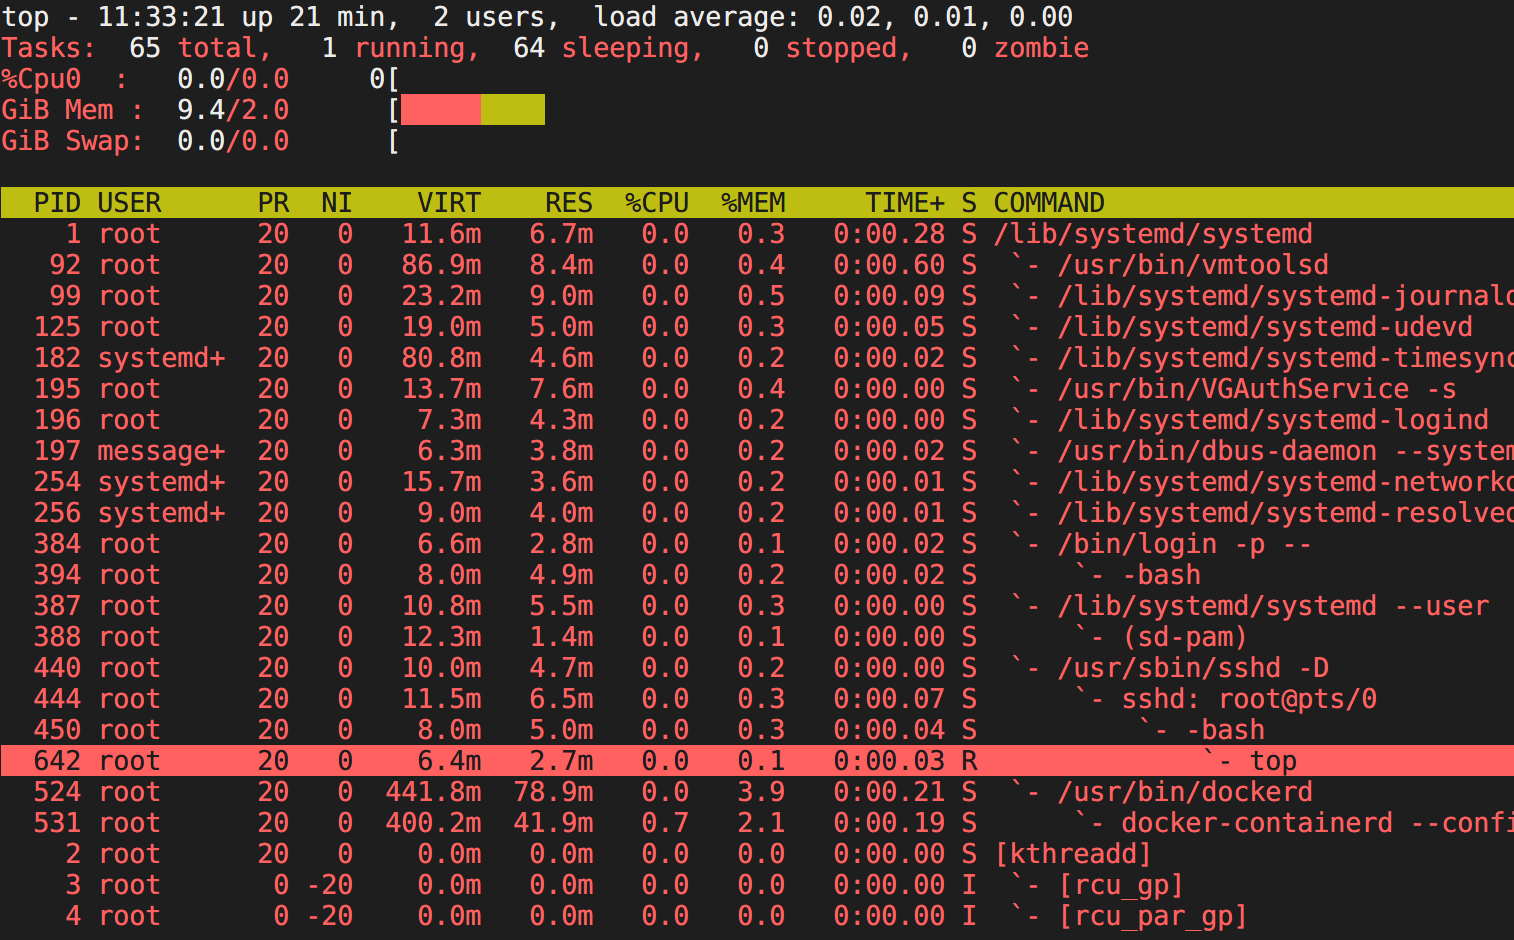 top - 11:33:21 up 21 min,  2 users,  load average: 0.02, 0.01, 0.00
Tasks:  65 total,   1 running,  64 sleeping,   0 stopped,   0 zombie
%Cpu0  :   0.0/0.0     0[
GiB Mem :  9.4/2.0      [
GiB Swap:  0.0/0.0      [
  PID USER      PR  NI    VIRT    RES  %CPU  %MEM     TIME+ S COMMAND
    1 root      20   0   11.6m   6.7m   0.0   0.3   0:00.28 S /lib/systemd/systemd
   92 root      20   0   86.9m   8.4m   0.0   0.4   0:00.60 S  `- /usr/bin/vmtoolsd
   99 root      20   0   23.2m   9.0m   0.0   0.5   0:00.09 S  `- /lib/systemd/systemd-journald
  125 root      20   0   19.0m   5.0m   0.0   0.3   0:00.05 S  `- /lib/systemd/systemd-udevd
  182 systemd+  20   0   80.8m   4.6m   0.0   0.2   0:00.02 S  `- /lib/systemd/systemd-timesync
  195 root      20   0   13.7m   7.6m   0.0   0.4   0:00.00 S  `- /usr/bin/VGAuthService -s
  196 root      20   0    7.3m   4.3m   0.0   0.2   0:00.00 S  `- /lib/systemd/systemd-logind
  197 message+  20   0    6.3m   3.8m   0.0   0.2   0:00.02 S  `- /usr/bin/dbus-daemon --system
  254 systemd+  20   0   15.7m   3.6m   0.0   0.2   0:00.01 S  `- /lib/systemd/systemd-networkd
  256 systemd+  20   0    9.0m   4.0m   0.0   0.2   0:00.01 S  `- /lib/systemd/systemd-resolved
  384 root      20   0    6.6m   2.8m   0.0   0.1   0:00.02 S  `- /bin/login -p --
  394 root      20   0    8.0m   4.9m   0.0   0.2   0:00.02 S      `- -bash
  387 root      20   0   10.8m   5.5m   0.0   0.3   0:00.00 S  `- /lib/systemd/systemd --user
  388 root      20   0   12.3m   1.4m   0.0   0.1   0:00.00 S      `- (sd-pam)
  440 root      20   0   10.0m   4.7m   0.0   0.2   0:00.00 S  `- /usr/sbin/sshd -D
  444 root      20   0   11.5m   6.5m   0.0   0.3   0:00.07 S      `- sshd: root@pts/0
  450 root      20   0    8.0m   5.0m   0.0   0.3   0:00.04 S          `- -bash
  642 root      20   0    6.4m   2.7m   0.0   0.1   0:00.03 R              `- top
  524 root      20   0  441.8m  78.9m   0.0   3.9   0:00.21 S  `- /usr/bin/dockerd
  531 root      20   0  400.2m  41.9m   0.7   2.1   0:00.19 S      `- docker-containerd --confi
    2 root      20   0    0.0m   0.0m   0.0   0.0   0:00.00 S [kthreadd]
    3 root       0 -20    0.0m   0.0m   0.0   0.0   0:00.00 I  `- [rcu_gp]
    4 root       0 -20    0.0m   0.0m   0.0   0.0   0:00.00 I  `- [rcu_par_gp]